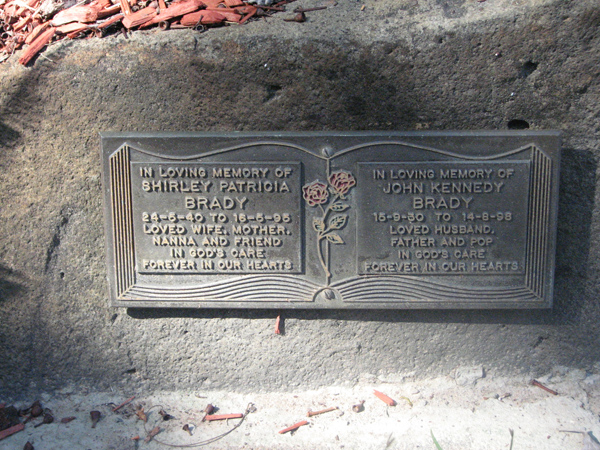 IN LOVING MEMORY OF
SHIRLEY PATRICIA
BRADY
24-5-40 TO 16-5-95
LOVED WIFE, MOTHER,
NANNA AND FRIEND
IN GOD'S CARE
FOREVER IN OUR HEARTS
IN LOVING MEMORY OF
JOHN KENNEDY
BRADY
15-9-30 TO 14-8-98
LOVED HUSBAND,
FATHER AND POP
IN GOD'S CARE
FOREVER IN OUR HEARTS